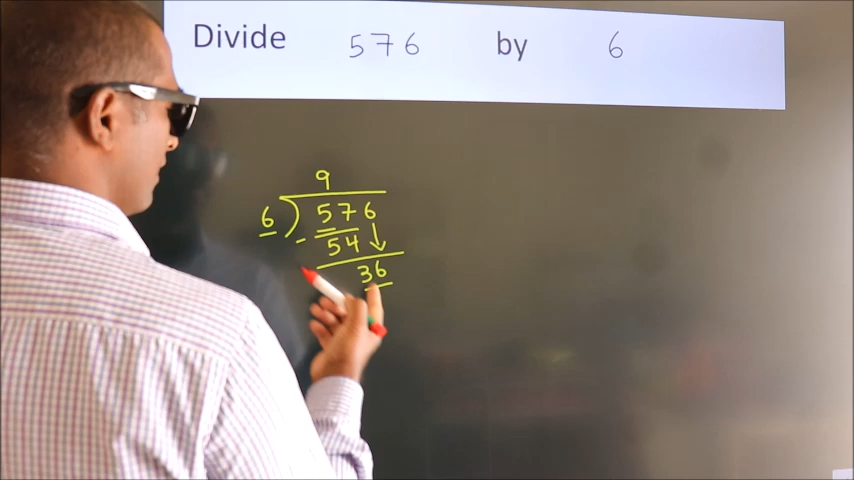 Divide 576 by 6
9
6 ) 576
- 54 ↓
36